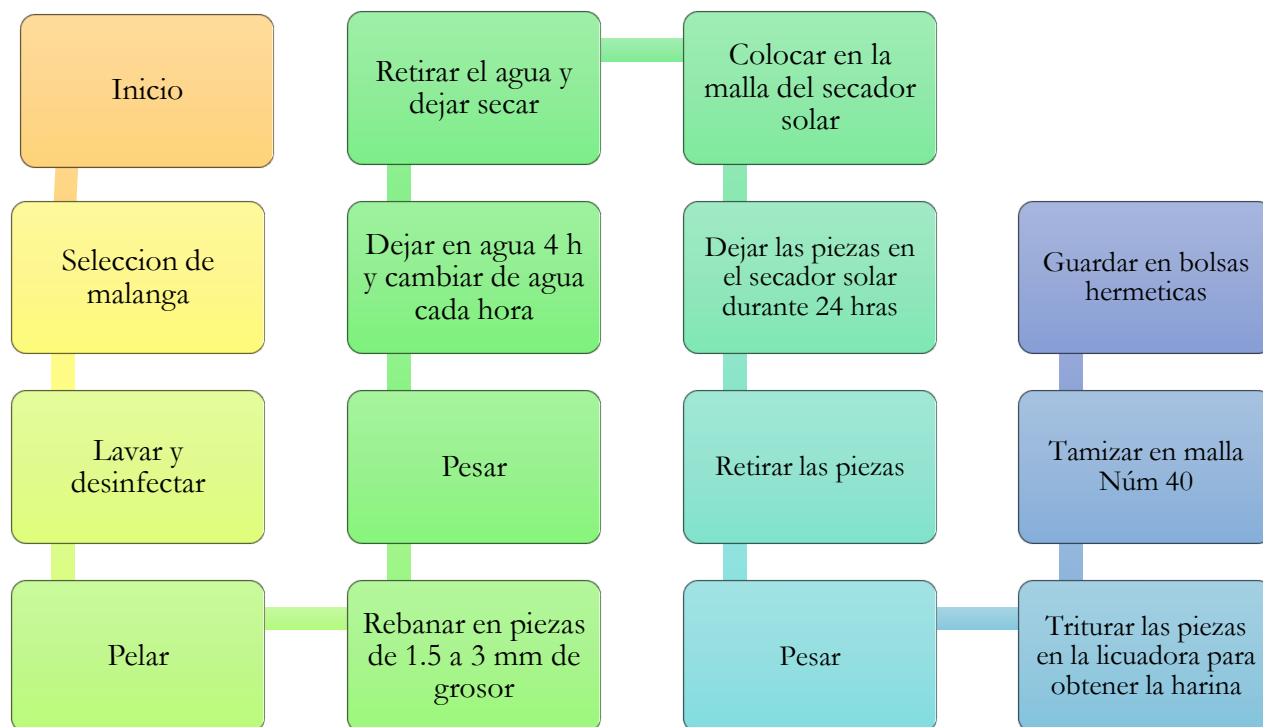 Inicio
Seleccion de
malanga
Lavar y
desinfectar
Pelar
Rebanar en piezas
de 1.5 a 3 mm de
grosor
Pesar
Dejar en agua 4 h
y cambiar de agua
cada hora
Retirar el agua y
dejar secar
Colocar en la
malla del secador
solar
Dejar las piezas en
el secador solar
durante 24 hras
Retirar las piezas
Pesar
Triturar las piezas
en la licuadora para
obtener la harina
Tamizar en malla
Núm 40
Guardar en bolsas
hermeticas